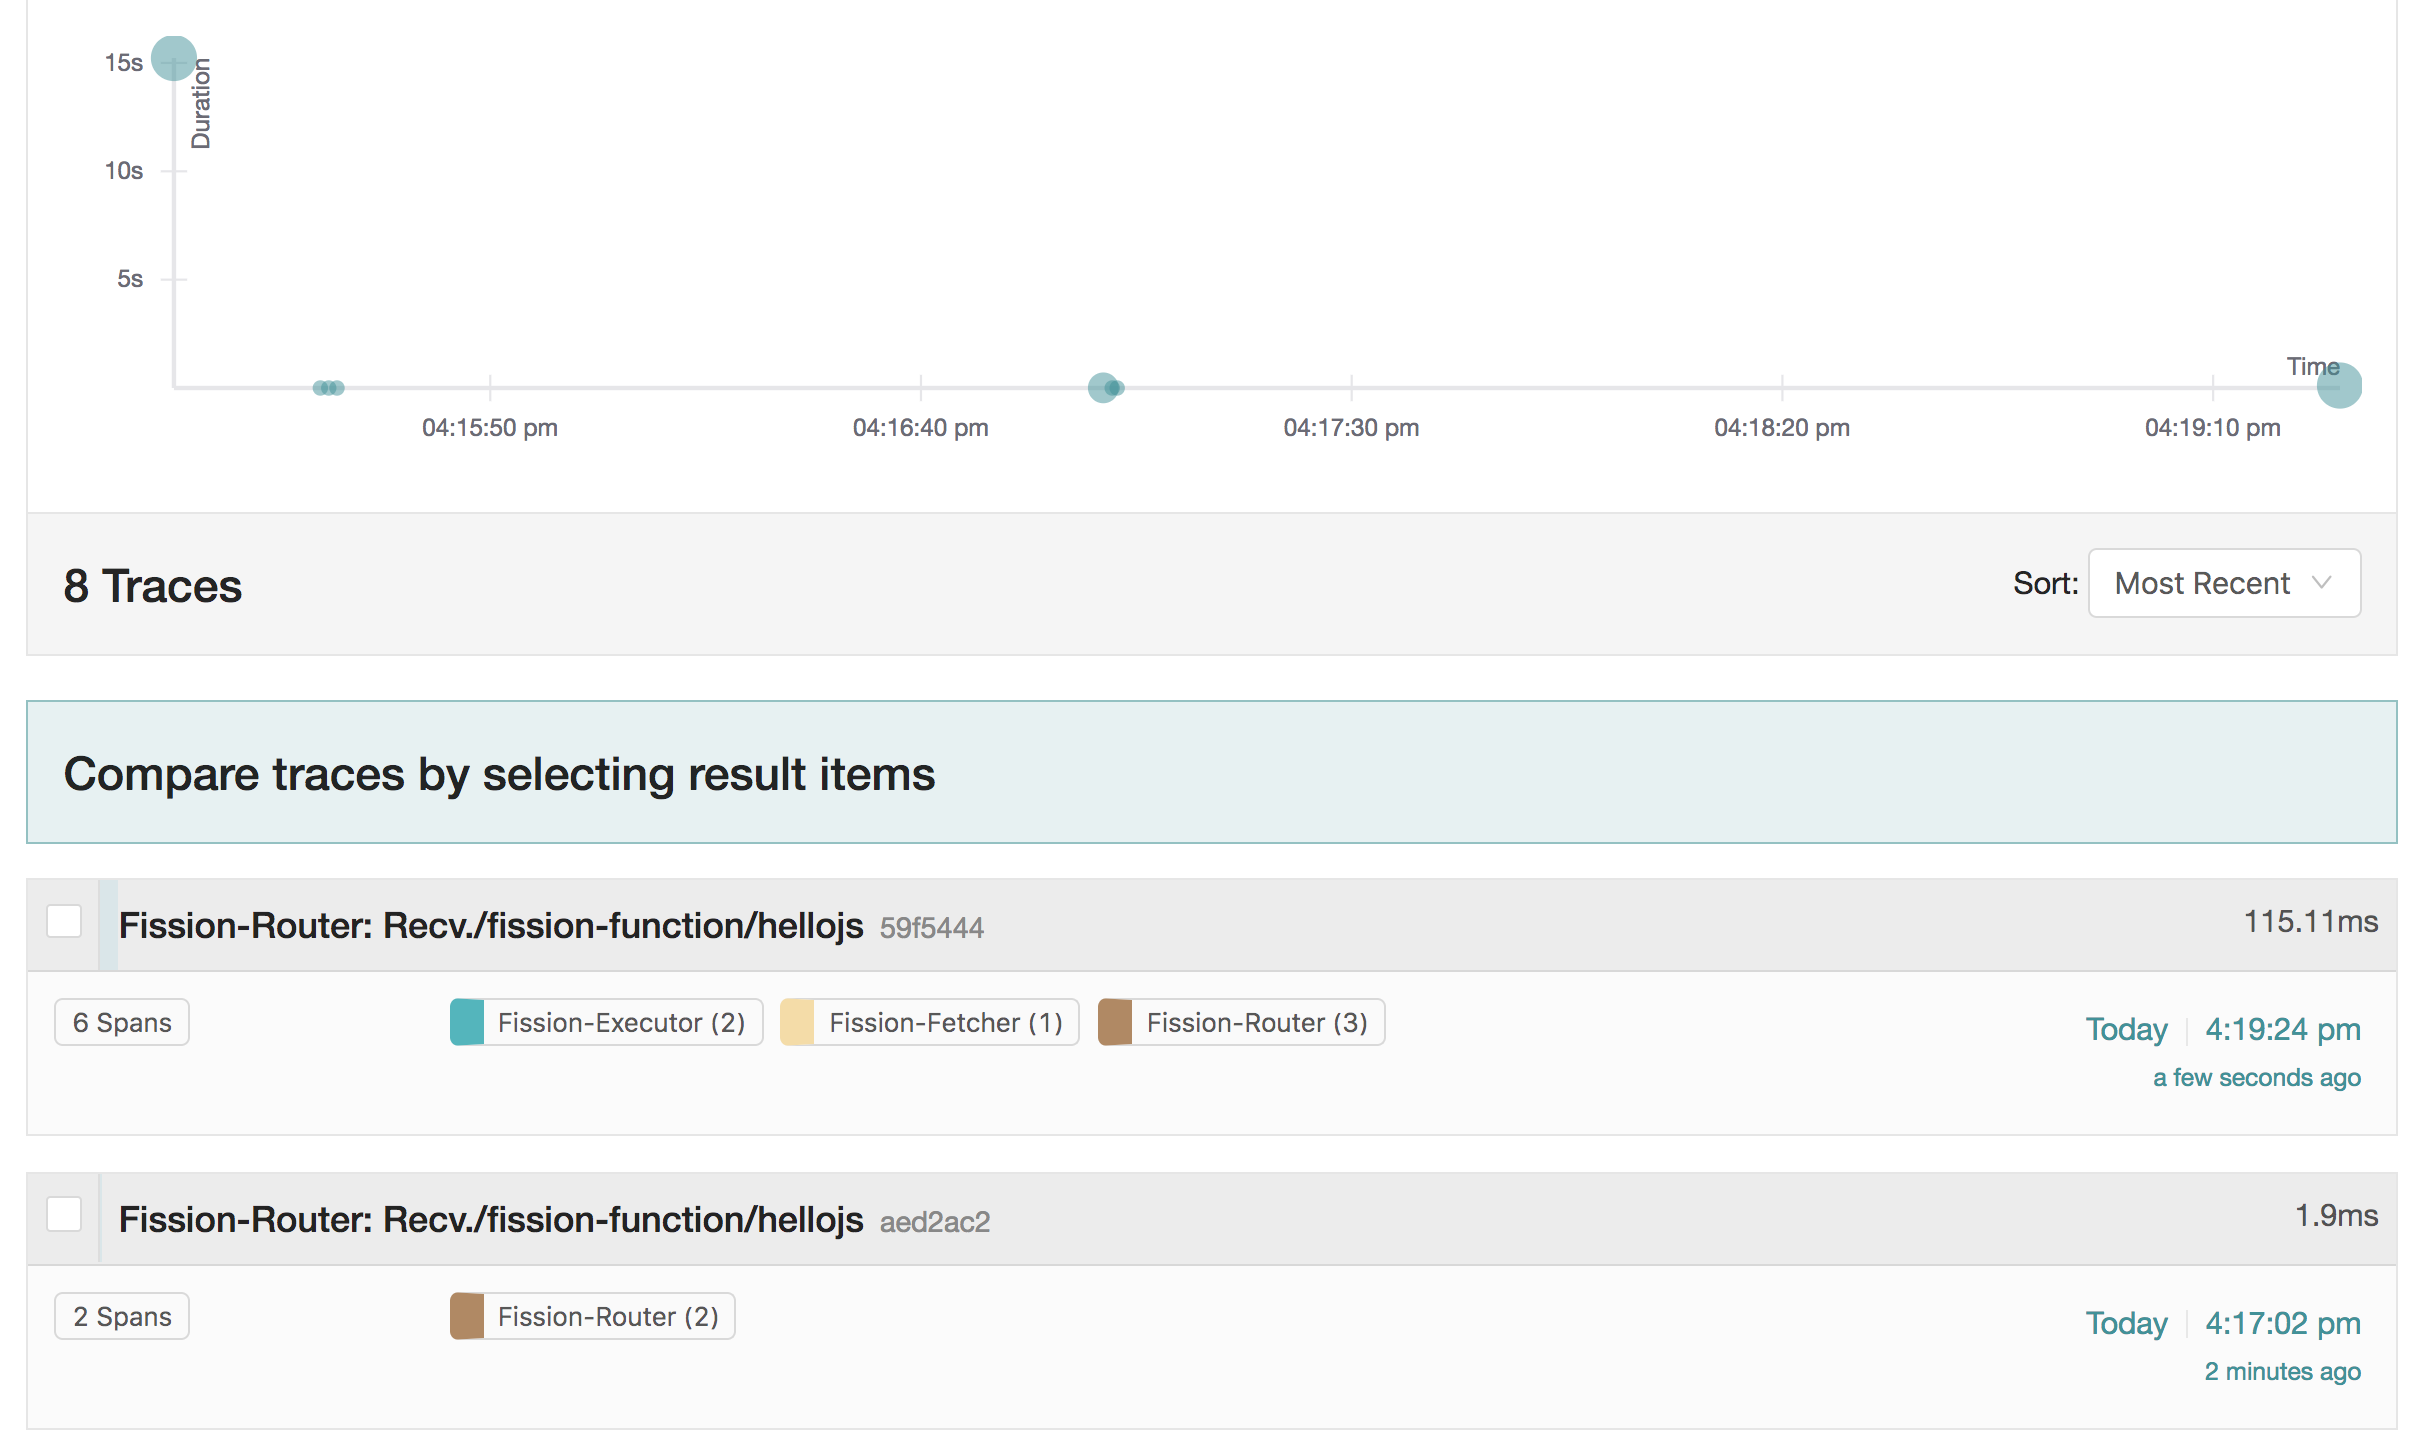 15s
Duration
10s
5s
Time
04:15:50 pm 04:16:40 pm 04:17:30 pm 04:18:20 pm 04:19:10 pm
8 Traces
Sort: Most Recent
Compare traces by selecting result items
Fission-Router: Recv./fission-function/hellojs 59f5444 115.11ms
6 Spans Fission-Executor (2) Fission-Fetcher (1) Fission-Router (3)
Today 4:19:24 pm
a few seconds ago
Fission-Router: Recv./fission-function/hellojs aed2ac2 1.9ms
2 Spans Fission-Router (2)
Today 4:17:02 pm
2 minutes ago